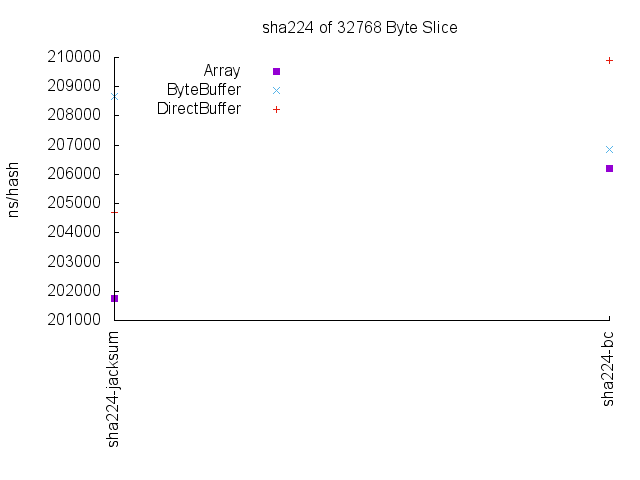 sha224 of 32768 Byte Slice
210000
209000
208000
207000
206000
205000
204000
203000
202000
201000
ns/hash
Array
ByteBuffer
DirectBuffer
sha224-jacksum
sha224-bc